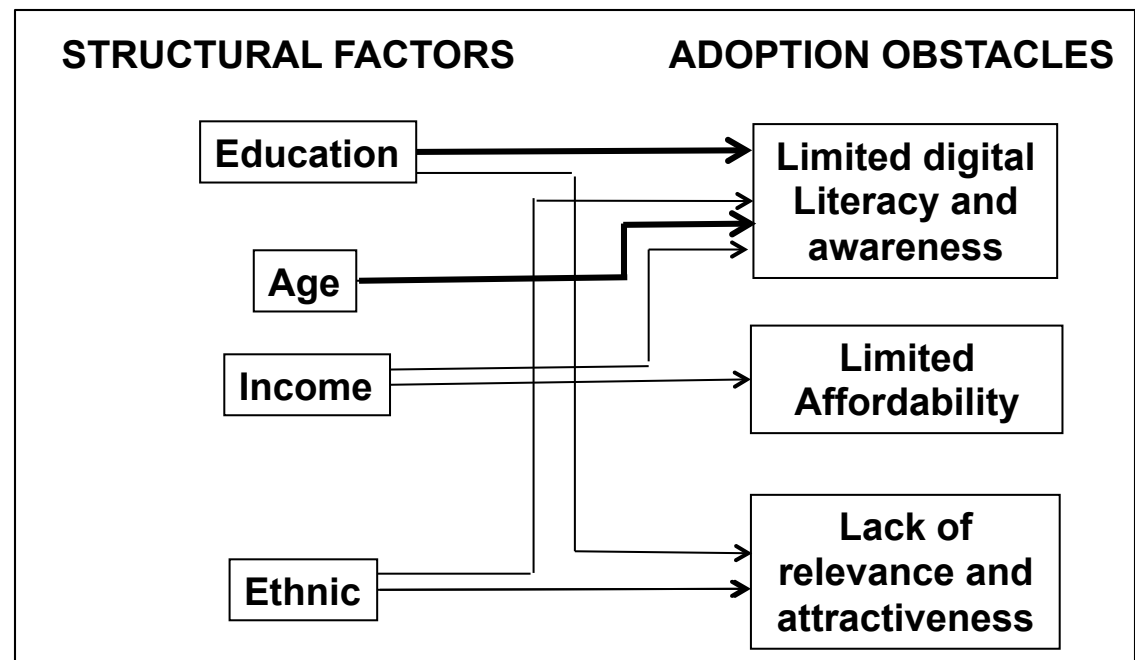 STRUCTURAL FACTORS
ADOPTION OBSTACLES
Education
Age
Income
Ethnic
Limited digital
Literacy and
awareness
Limited
Affordability
Lack of
relevance and
attractiveness